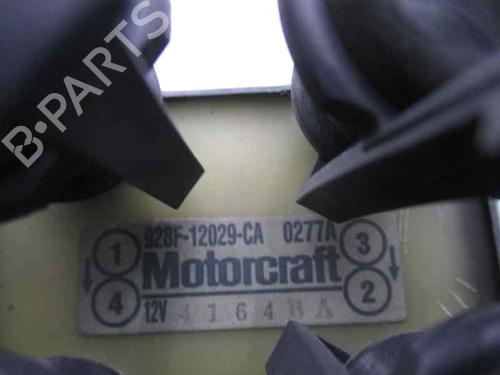 B-PARTS
928F-12029-CA 0277A
1 Motorcraft 3
4 12V 4164BA 2